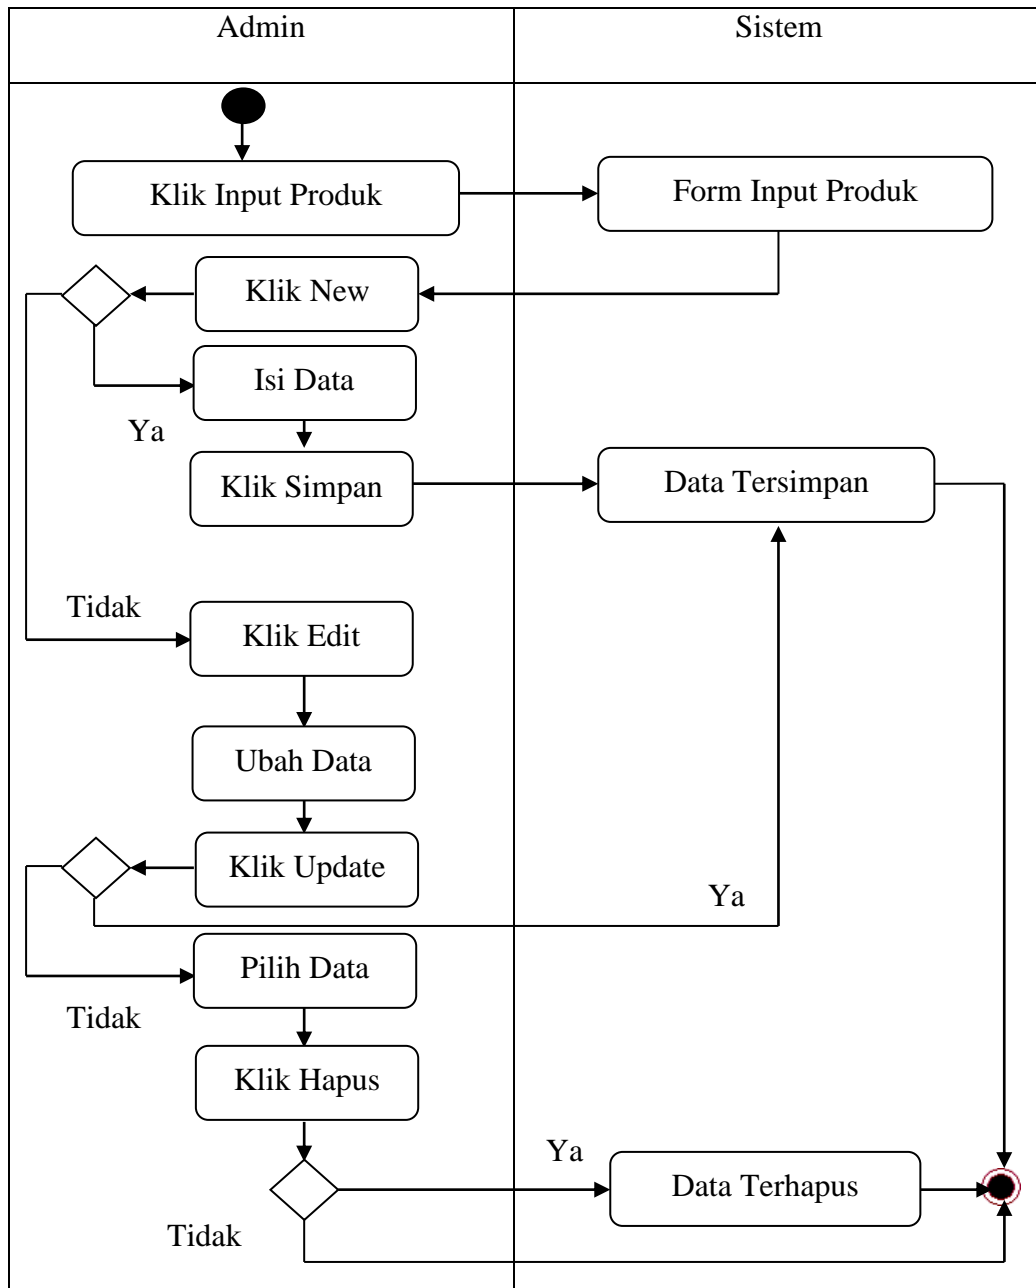 Admin
Sistem
Klik Input Produk
Form Input Produk
Klik New
Isi Data
Ya
Klik Simpan
Data Tersimpan
Tidak
Klik Edit
Ubah Data
Klik Update
Ya
Pilih Data
Tidak
Klik Hapus
Ya
Data Terhapus
Tidak